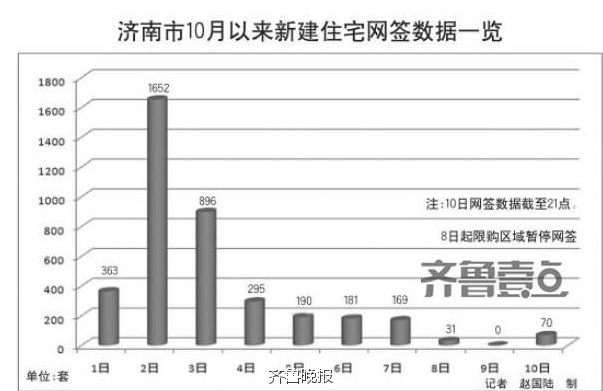 济南市10月以来新建住宅网签数据一览
1800
1600
1400
1200
1000
800
600
400
200
0
363
1652
896
295
190
181
169
31
0
70
注:10日网签数据截至21点,
8日起限购区域暂停网签
齐鲁壹点
1日
2日
3日
4日
5日
6日
7日
8日
9日
10日
单位:套
齐鲁晚报
记者 赵国陆 制